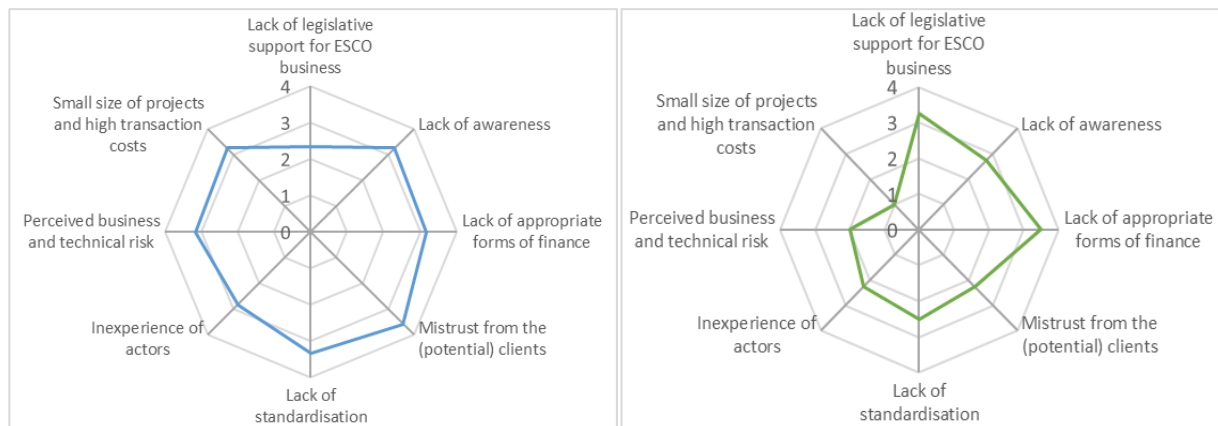 Lack of legislative
support for ESCO
business
4
Small size of projects
and high transaction
costs
3
Lack of awareness
2
1
Perceived business
and technical risk
0
Lack of appropriate
forms of finance
Inexperience of
actors
Mistrust from the
(potential) clients
Lack of
standardisation
Lack of legislative
support for ESCO
business
4
Small size of projects
and high transaction
costs
3
Lack of awareness
2
1
Perceived business
and technical risk
0
Lack of appropriate
forms of finance
Inexperience of
actors
Mistrust from the
(potential) clients
Lack of
standardisation